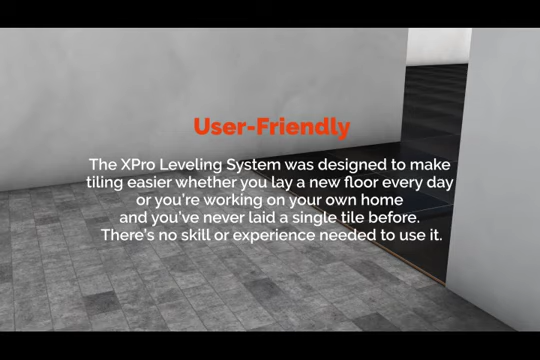 User-Friendly
The XPro Leveling System was designed to make
tiling easier whether you lay a new floor every day
or you're working on your own home
and you've never laid a single tile before.
There's no skill or experience needed to use it.